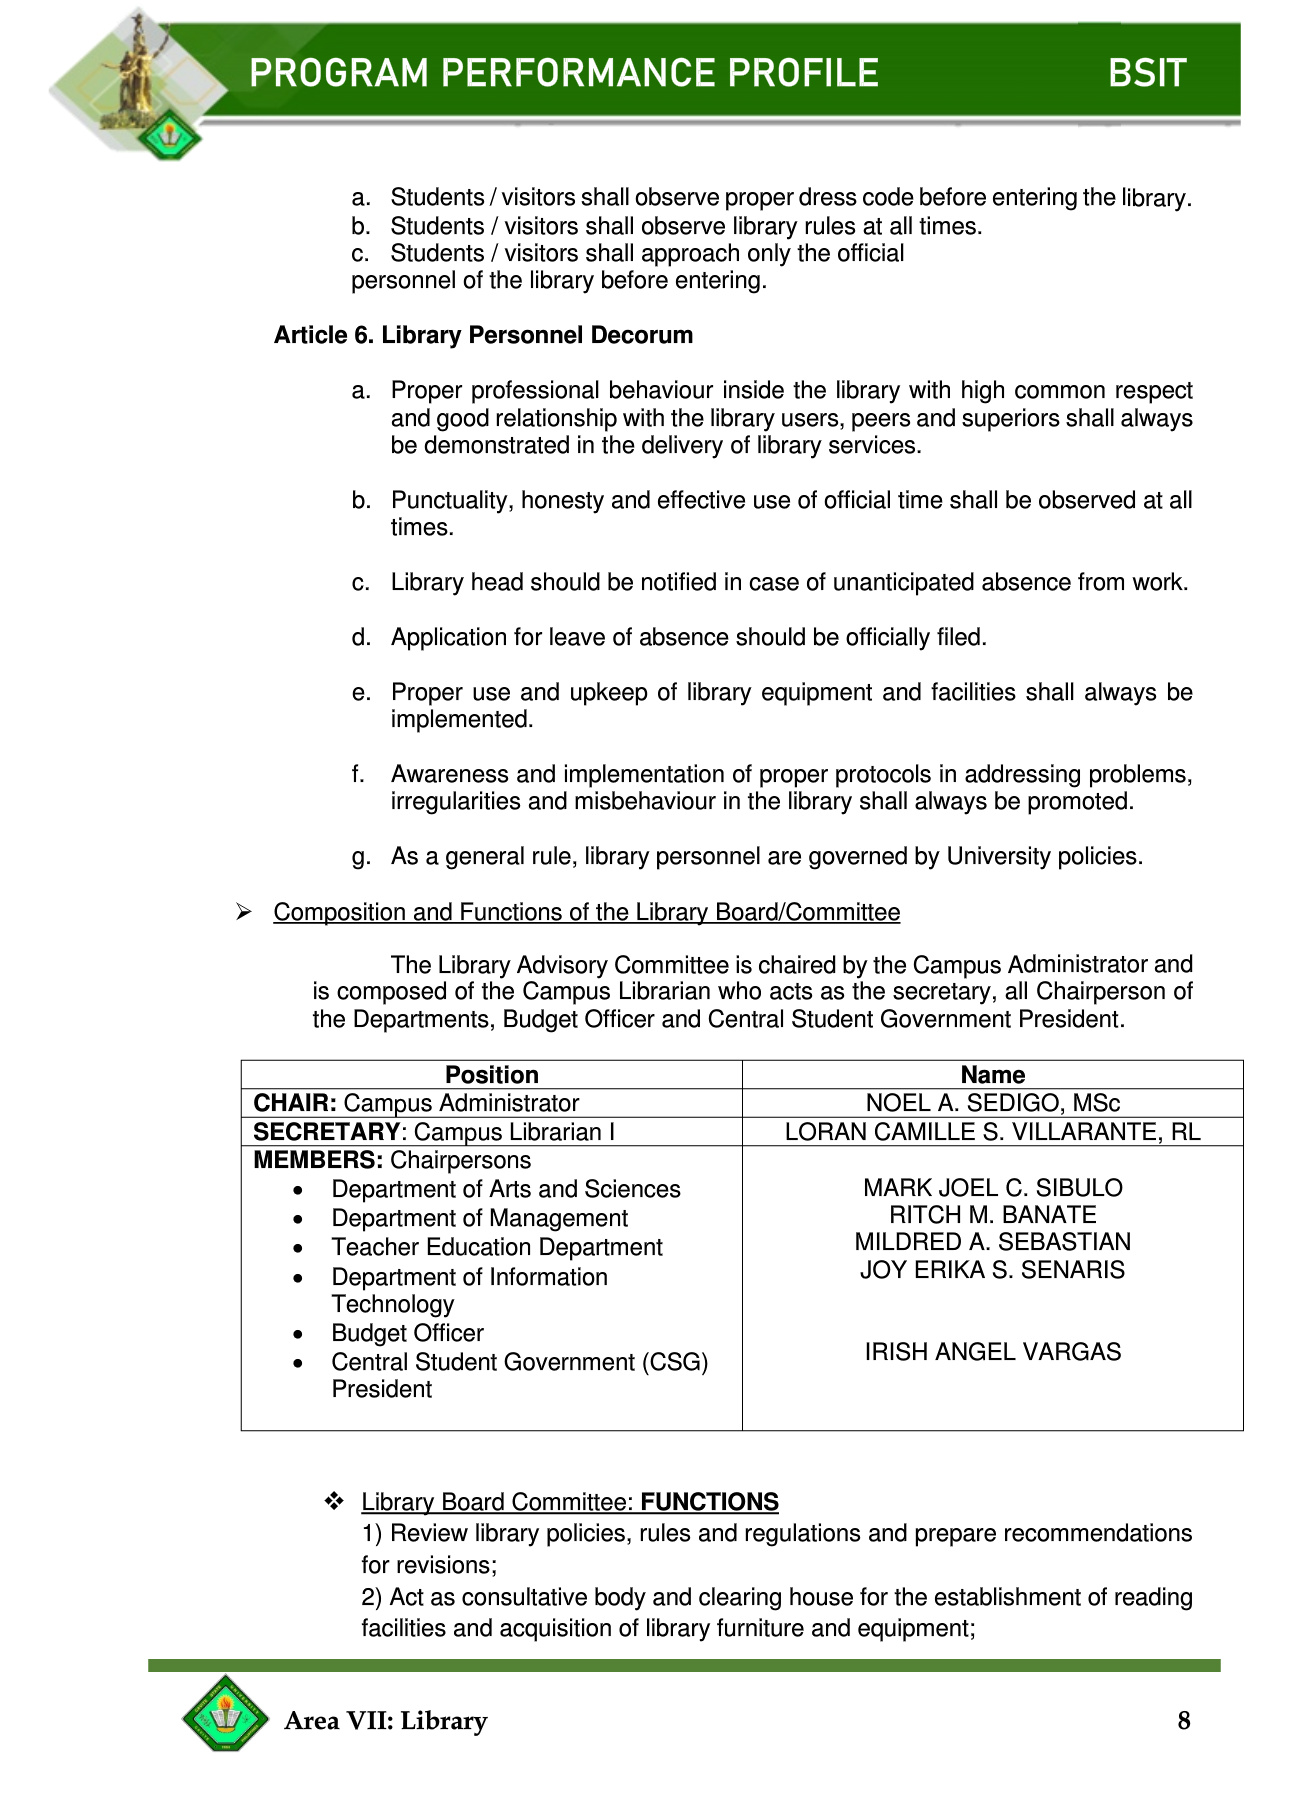 PROGRAM PERFORMANCE PROFILE BSIT
a. Students / visitors shall observe proper dress code before entering the library.
b. Students / visitors shall observe library rules at all times.
c. Students / visitors shall approach only the official
personnel of the library before entering.
Article 6. Library Personnel Decorum
a. Proper professional behaviour inside the library with high common respect
and good relationship with the library users, peers and superiors shall always
be demonstrated in the delivery of library services.
b. Punctuality, honesty and effective use of official time shall be observed at all
times.
c. Library head should be notified in case of unanticipated absence from work.
d. Application for leave of absence should be officially filed.
e. Proper use and upkeep of library equipment and facilities shall always be
implemented.
f. Awareness and implementation of proper protocols in addressing problems,
irregularities and misbehaviour in the library shall always be promoted.
g. As a general rule, library personnel are governed by University policies.
➢ Composition and Functions of the Library Board/Committee
The Library Advisory Committee is chaired by the Campus Administrator and
is composed of the Campus Librarian who acts as the secretary, all Chairperson of
the Departments, Budget Officer and Central Student Government President.
Position Name
CHAIR: Campus Administrator NOEL A. SEDIGO, MSc
SECRETARY: Campus Librarian I LORAN CAMILLE S. VILLARANTE, RL
MEMBERS: Chairpersons
• Department of Arts and Sciences MARK JOEL C. SIBULO
• Department of Management RITCH M. BANATE
• Teacher Education Department MILDRED A. SEBASTIAN
• Department of Information JOY ERIKA S. SENARIS
Technology
• Budget Officer
• Central Student Government (CSG) IRISH ANGEL VARGAS
President
❖ Library Board Committee: FUNCTIONS
1) Review library policies, rules and regulations and prepare recommendations
for revisions;
2) Act as consultative body and clearing house for the establishment of reading
facilities and acquisition of library furniture and equipment;
Area VII: Library 8